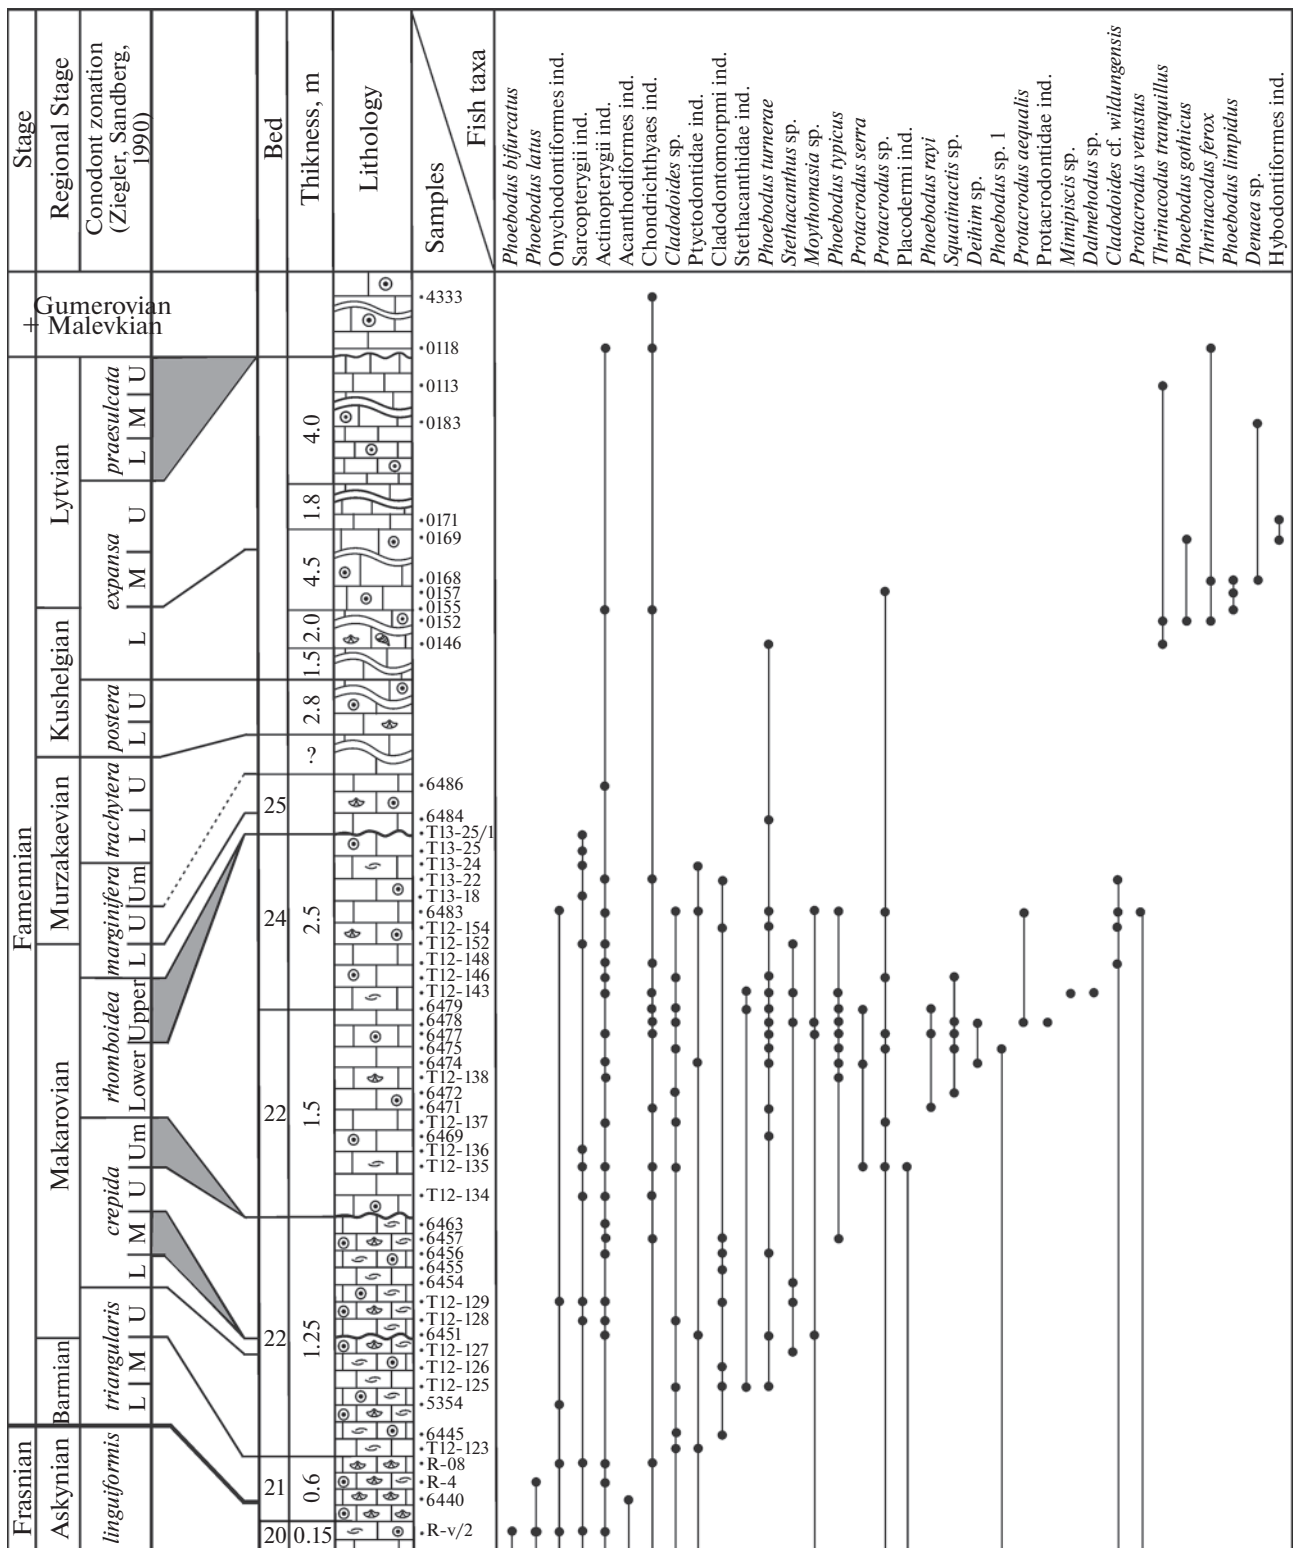 Stage
Regional Stage
Conodont zonation
(Ziegler, Sandberg,
1990)
Bed
Thikness, m
Lithology
Samples
Fish taxa
Phoebodus bifurcatus
Phoebodus latus
Onychodontiformes ind.
Sarcopterygii ind.
Actinopterygii ind.
Acanthodiformes ind.
Chondrichthyaes ind.
Cladodoides sp.
Ptyctodontidae ind.
Cladodontomorpmi ind.
Stethacanthidae ind.
Phoebodus turnerae
Stethacanthus sp.
Moythomasia sp.
Phoebodus typicus
Protacrodus serra
Protacrodus sp.
Placodermi ind.
Phoebodus rayi
Squatinactis sp.
Deihim sp.
Phoebodus sp. 1
Protacrodus aequalis
Protacrodontidae ind.
Mimipiscis sp.
Dalmehodus sp.
Cladoides cf. wildungensis
Protacrodus vetustus
Thrinacodus tranquillus
Phoebodus gothicus
Thrinacodus ferox
Phoebodus limpidus
Denaea sp.
Hybodontiformes ind.
Gumerovian
+ Malevkian
Famennian
Frasnian
Lytvian
Kushelgian
Murzakaevian
Makarovian
Barmian
Askynian
praesulcata
L M U
expansa
L M U
postera
L U
trachytera
L U
marginifera
L U Um
rhomboidea
Lower Upper
crepida
L M U Um
triangularis
L M U
linguiformis
25
24
22
22
21
20
4.0
1.8
4.5
2.0
1.5
2.8
?
2.5
1.5
1.25
0.6
0.15
4333
0118
0113
0183
0171
0169
0168
0157
0155
0152
0146
6486
6484
T13-25/1
T13-25
T13-24
T13-22
T13-18
6483
T12-154
T12-152
T12-148
T12-146
T12-143
6479
6478
6477
6475
6474
T12-138
6472
6471
T12-137
6469
T12-136
T12-135
T12-134
6463
6457
6456
6455
6454
T12-129
T12-128
6451
T12-127
T12-126
T12-125
5354
6445
T12-123
R-08
R-4
6440
R-v/2